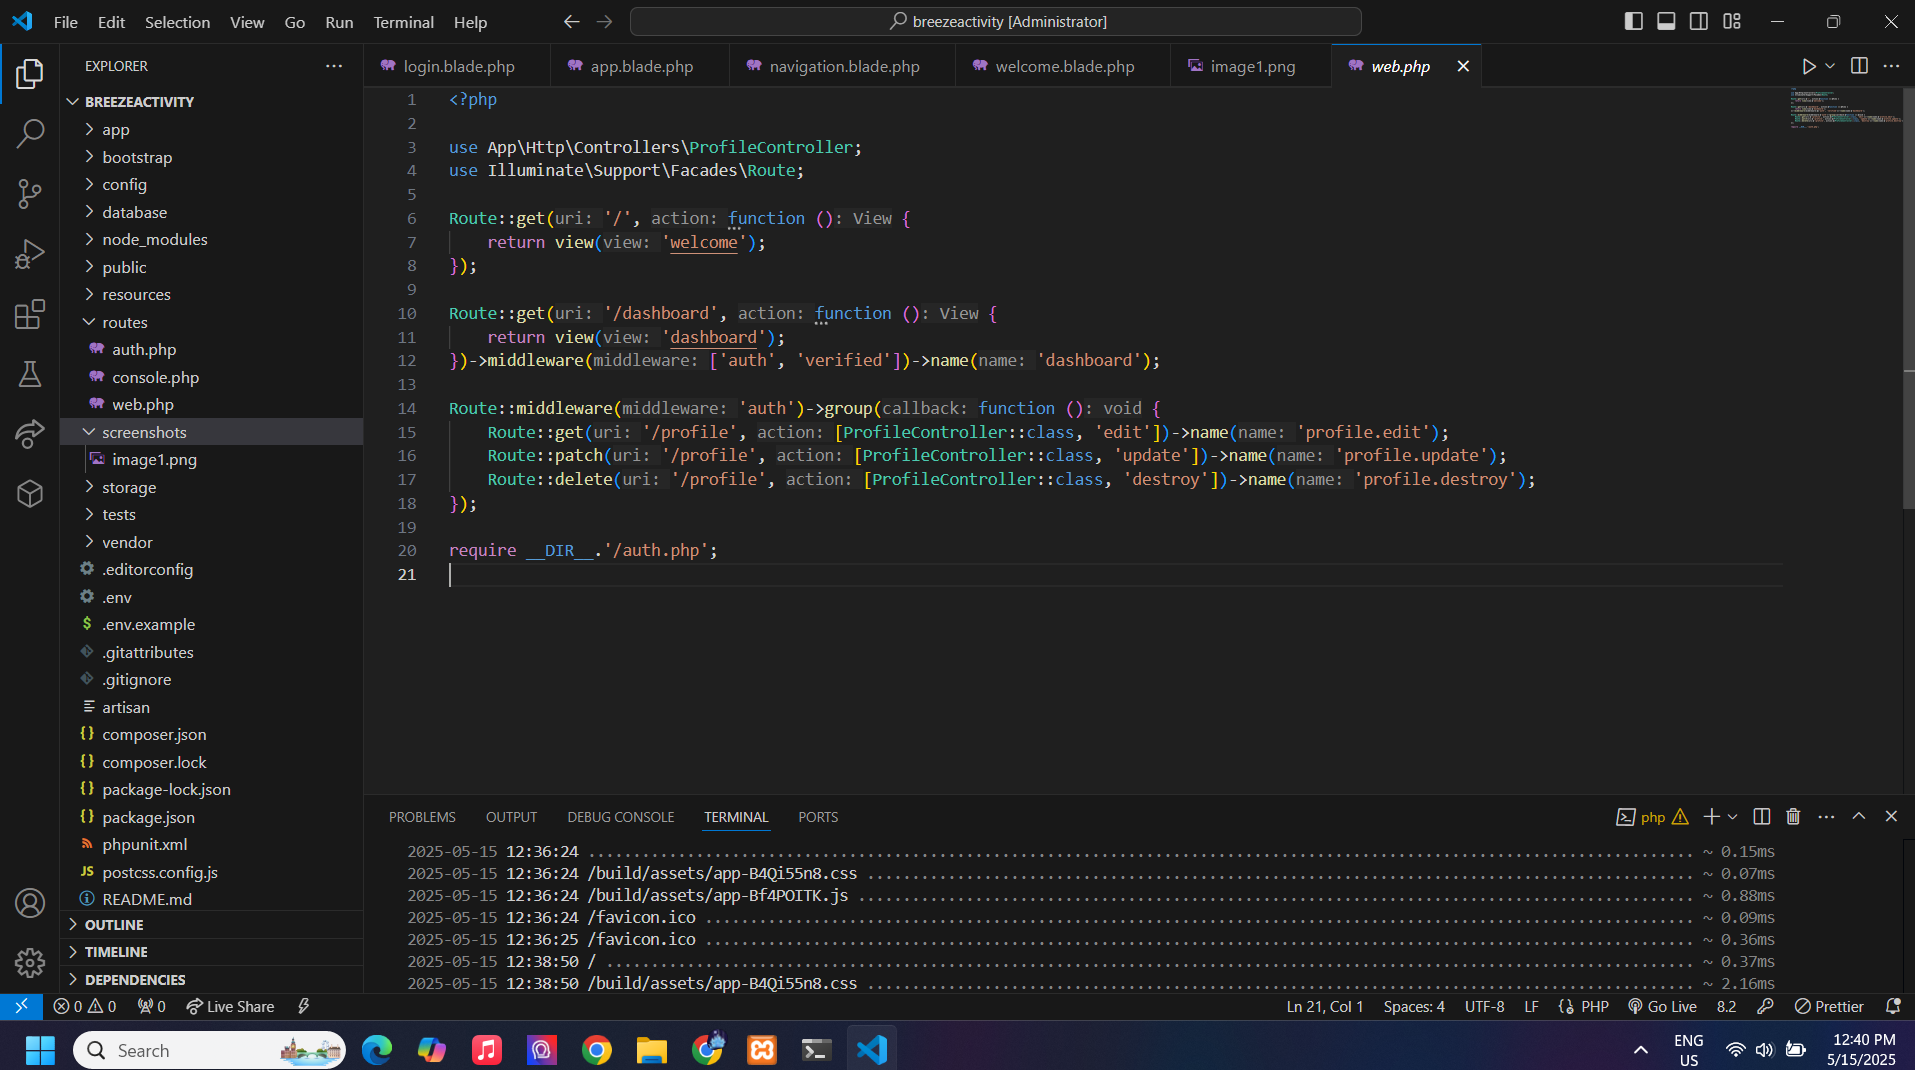 File Edit Selection View Go Run Terminal Help
breezeactivity [Administrator]
EXPLORER
login.blade.php
app.blade.php
navigation.blade.php
welcome.blade.php
image1.png
web.php
BREEZEACTIVITY
app
bootstrap
config
database
node_modules
public
resources
routes
auth.php
console.php
web.php
screenshots
image1.png
storage
tests
vendor
.editorconfig
.env
$ .env.example
.gitattributes
.gitignore
artisan
{} composer.json
{} composer.lock
{} package-lock.json
{} package.json
phpunit.xml
JS postcss.config.js
README.md
OUTLINE
TIMELINE
DEPENDENCIES
1 <?php
2
3 use App\Http\Controllers\ProfileController;
4 use Illuminate\Support\Facades\Route;
5
6 Route::get(uri: '/', action: function (): View {
7 return view(view: 'welcome');
8 });
9
10 Route::get(uri: '/dashboard', action: function (): View {
11 return view(view: 'dashboard');
12 })->middleware(middleware: ['auth', 'verified'])->name(name: 'dashboard');
13
14 Route::middleware(middleware: 'auth')->group(callback: function (): void {
15 Route::get(uri: '/profile', action: [ProfileController::class, 'edit'])->name(name: 'profile.edit');
16 Route::patch(uri: '/profile', action: [ProfileController::class, 'update'])->name(name: 'profile.update');
17 Route::delete(uri: '/profile', action: [ProfileController::class, 'destroy'])->name(name: 'profile.destroy');
18 });
19
20 require __DIR__.'/auth.php';
21
PROBLEMS OUTPUT DEBUG CONSOLE TERMINAL PORTS
php
2025-05-15 12:36:24 ........ ~ 0.15ms
2025-05-15 12:36:24 /build/assets/app-B4Qi55n8.css ........ ~ 0.07ms
2025-05-15 12:36:24 /build/assets/app-Bf4POITK.js ........ ~ 0.88ms
2025-05-15 12:36:24 /favicon.ico ........ ~ 0.09ms
2025-05-15 12:36:25 /favicon.ico ........ ~ 0.36ms
2025-05-15 12:38:50 / ........ ~ 0.37ms
2025-05-15 12:38:50 /build/assets/app-B4Qi55n8.css ........ ~ 2.16ms
0 0 0 Live Share
Ln 21, Col 1 Spaces: 4 UTF-8 LF {} PHP Go Live 8.2 Prettier
Search
ENG
US
12:40 PM
5/15/2025